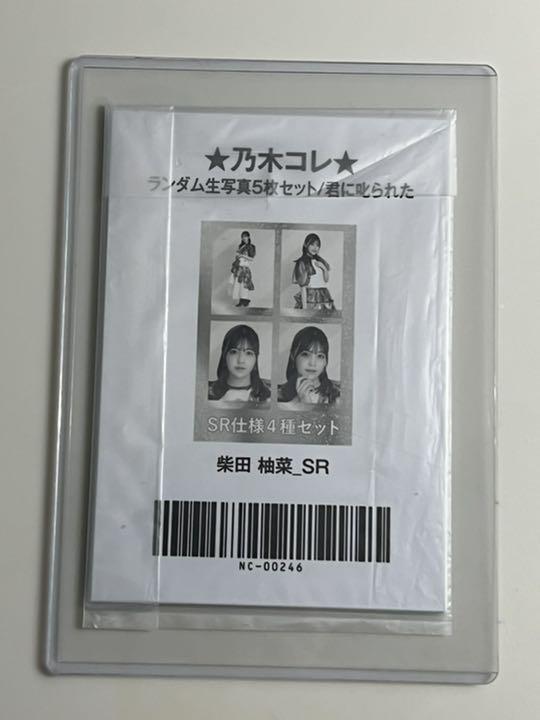 ★乃木コレ★
ランダム生写真5枚セット/君に叱られた
SR仕様4種セット
柴田 柚菜_SR
NC-00246